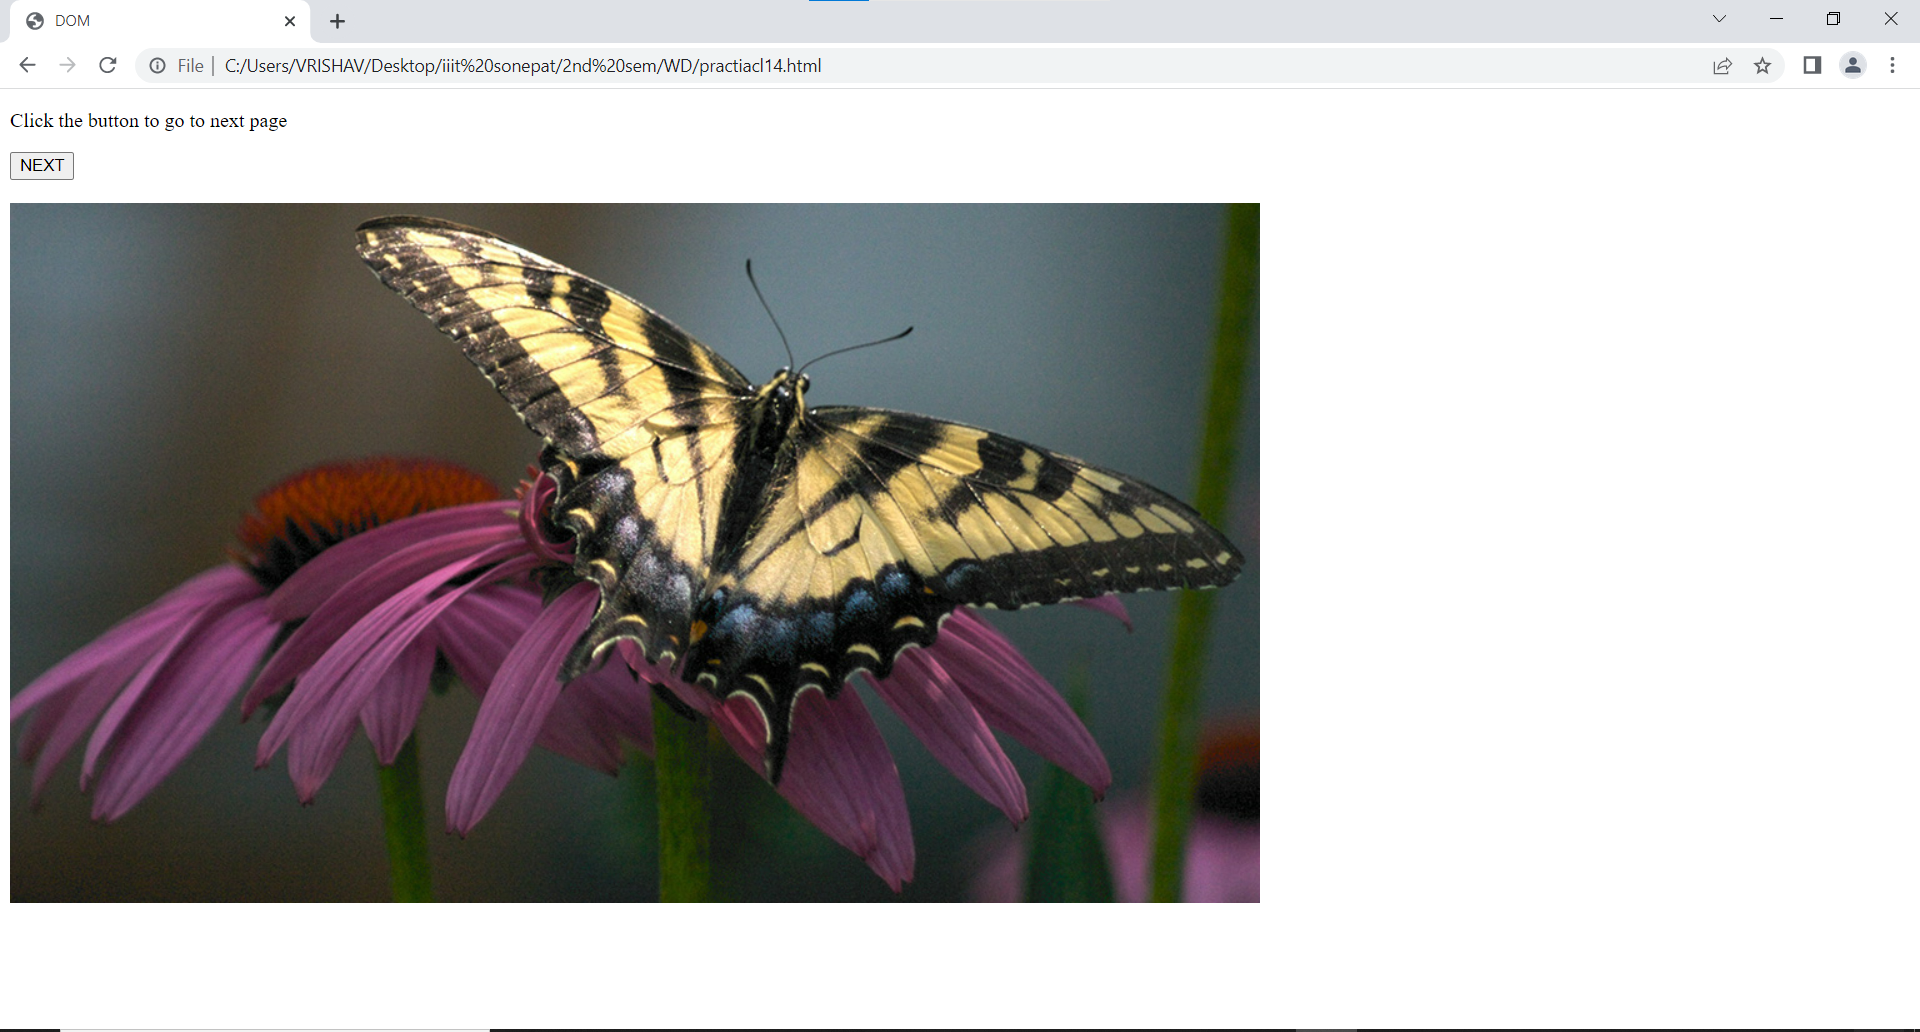 DOM
File | C:/Users/VRISHAV/Desktop/iiit%20sonepat/2nd%20sem/WD/practiacl14.html
Click the button to go to next page
NEXT